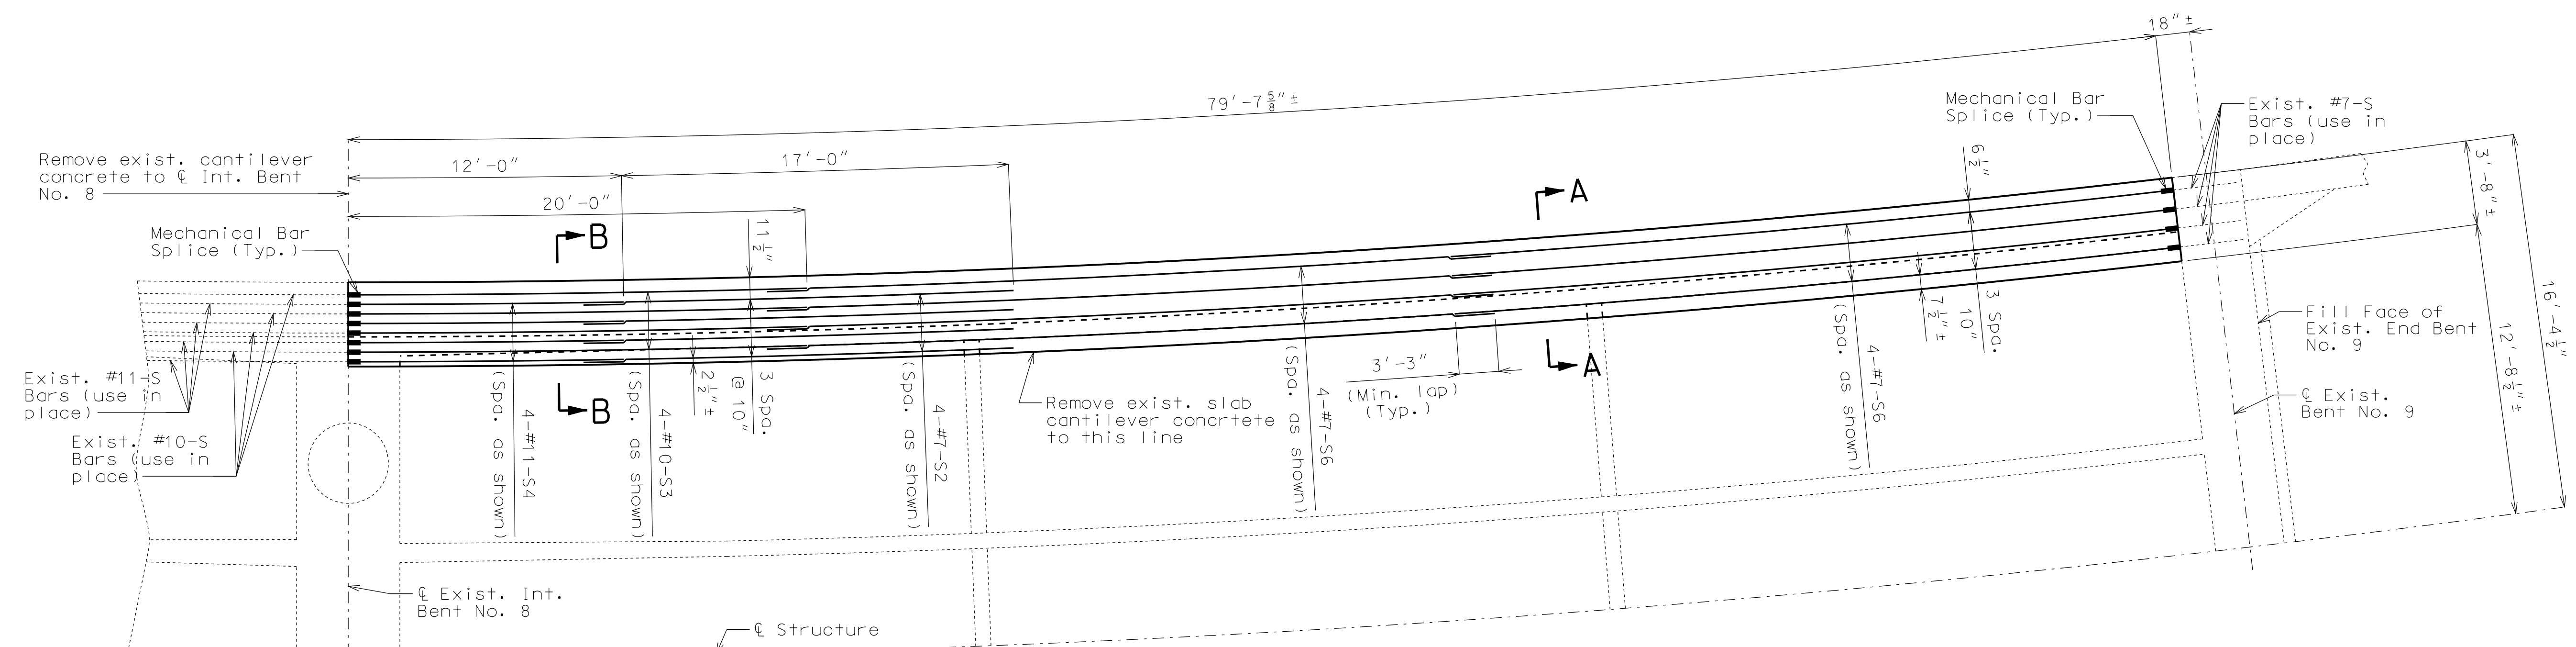 18"±
79'-7 5/8"±
Mechanical Bar
Splice (Typ.)
Exist. #7-S
Bars (use in
place)
Remove exist. cantilever
concrete to ℄ Int. Bent
No. 8
12'-0"
17'-0"
20'-0"
Mechanical Bar
Splice (Typ.)
B
11 1/2"
A
6 1/2"
3'-8"±
16'-4 1/2"
12'-8 1/2"±
Exist. #11-S
Bars (use in
place)
Exist. #10-S
Bars (use in
place)
B
4-#11-S4
(Spa. as shown)
4-#10-S3
(Spa. as shown)
2 1/2"±
3 Spa.
@ 10"
4-#7-S2
(Spa. as shown)
Remove exist. slab
cantilever concrtete
to this line
4-#7-S6
(Spa. as shown)
3'-3"
(Min. lap)
(Typ.)
A
4-#7-S6
(Spa. as shown)
7 1/2"±
3 Spa.
10"
Fill Face of
Exist. End Bent
No. 9
℄ Exist.
Bent No. 9
℄ Exist. Int.
Bent No. 8
℄ Structure